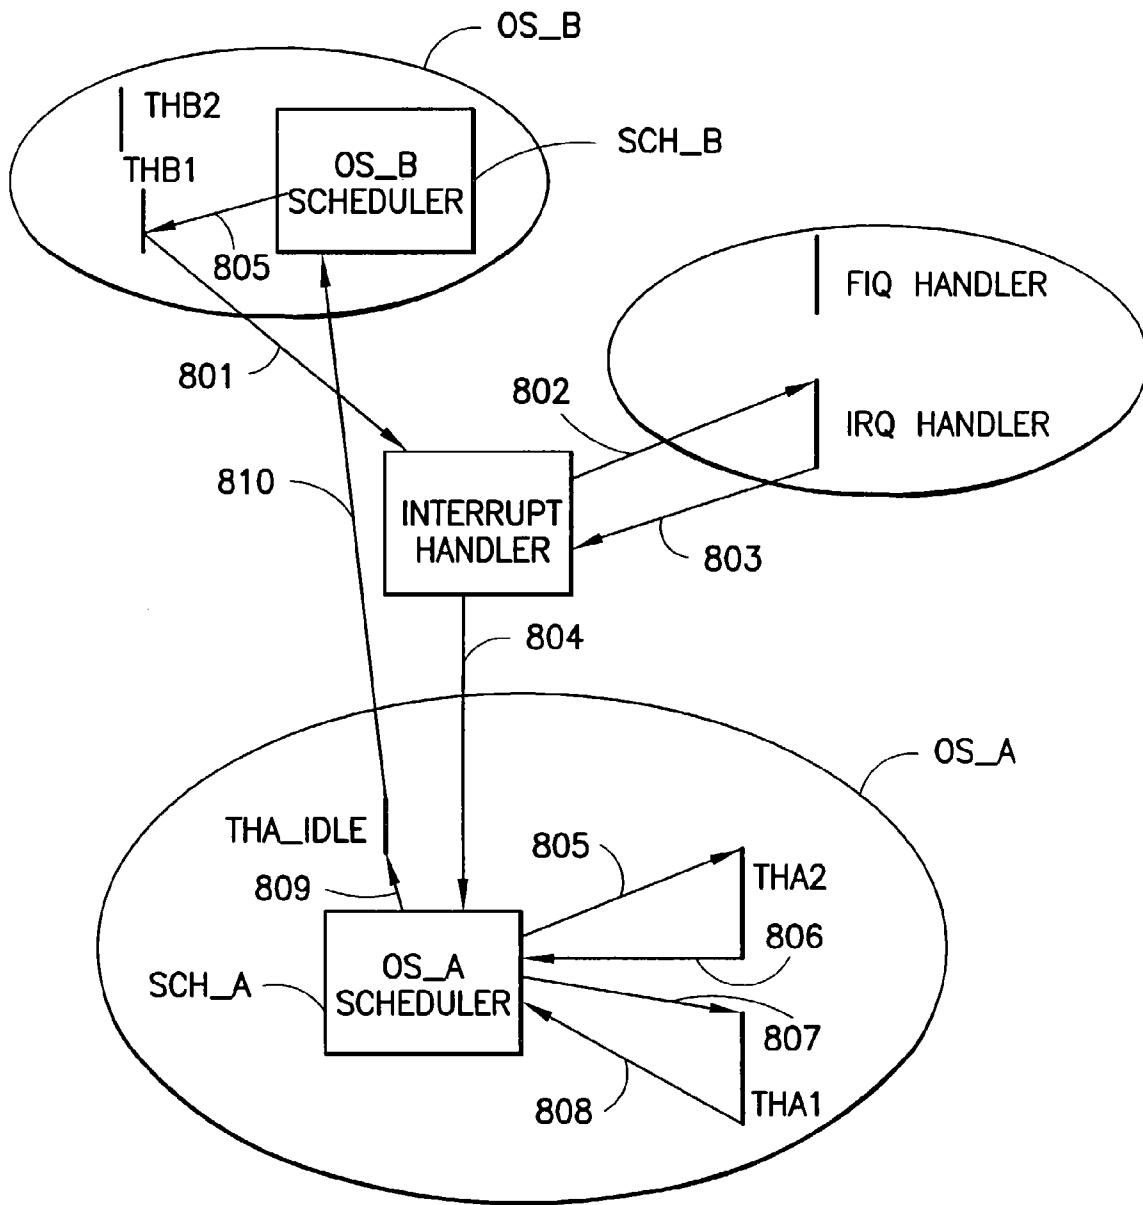 OS_B
THB2
THB1
OS_B
SCHEDULER
SCH_B
805
FIQ HANDLER
801
802
IRQ HANDLER
810
INTERRUPT
HANDLER
803
804
OS_A
THA_IDLE
805
THA2
809
806
SCH_A
OS_A
SCHEDULER
807
808
THA1